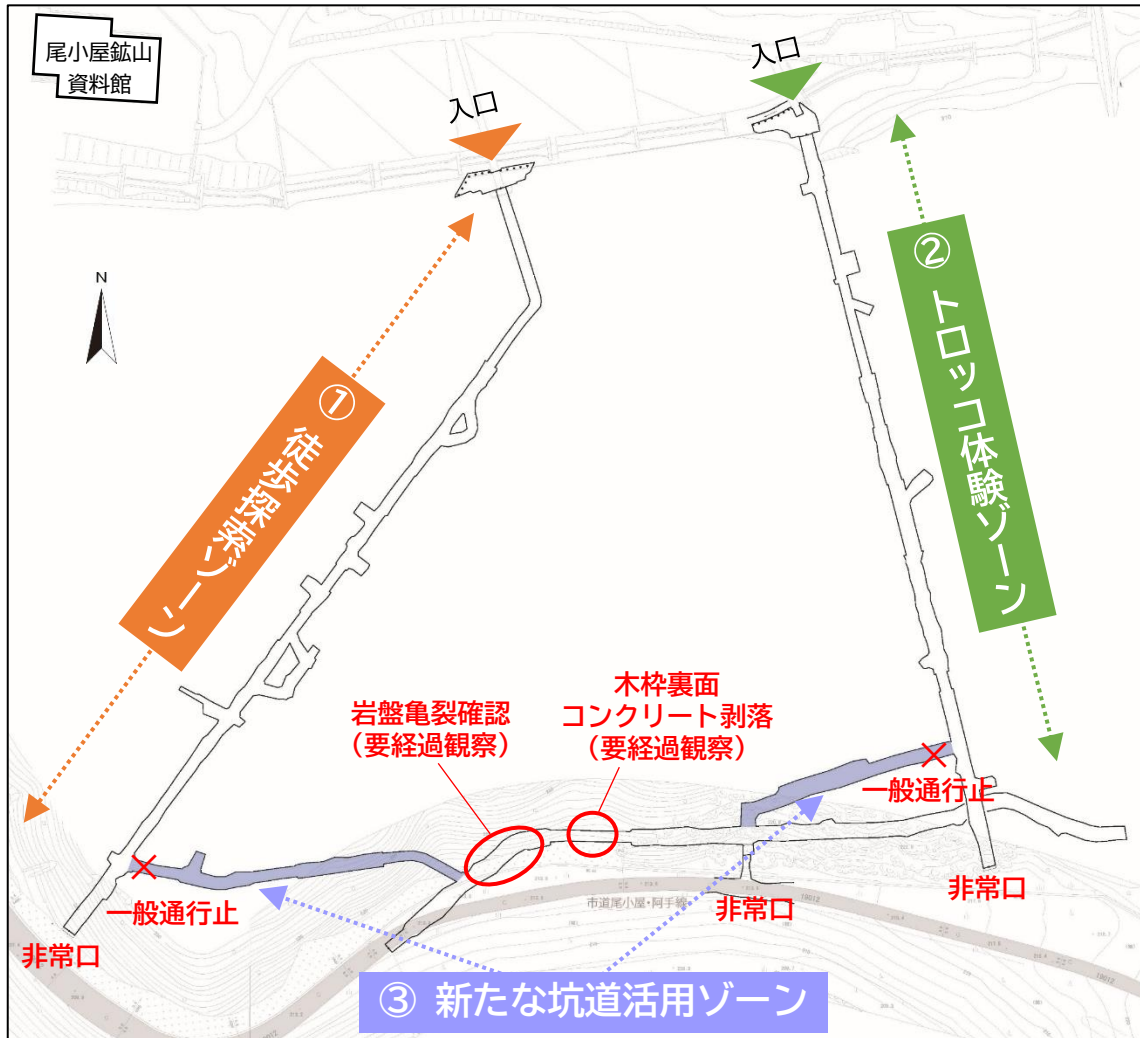 尾小屋鉱山
資料館
入口
入口
N
① 徒歩探索ゾーン
② トロッコ体験ゾーン
岩盤亀裂確認
（要経過観察）
木枠裏面
コンクリート剥落
（要経過観察）
一般通行止
一般通行止
非常口
非常口
非常口
市道尾小屋・阿手線
③ 新たな坑道活用ゾーン